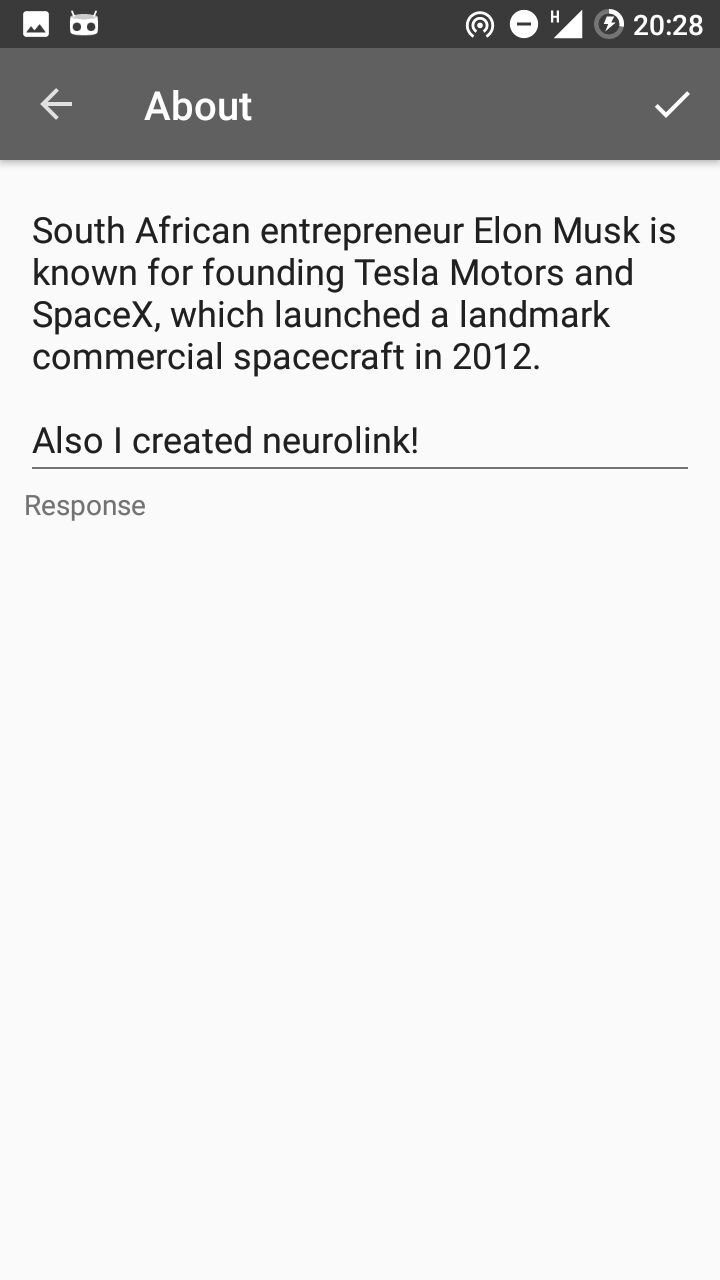 H 20:28
About
South African entrepreneur Elon Musk is
known for founding Tesla Motors and
SpaceX, which launched a landmark
commercial spacecraft in 2012.
Also I created neurolink!
Response